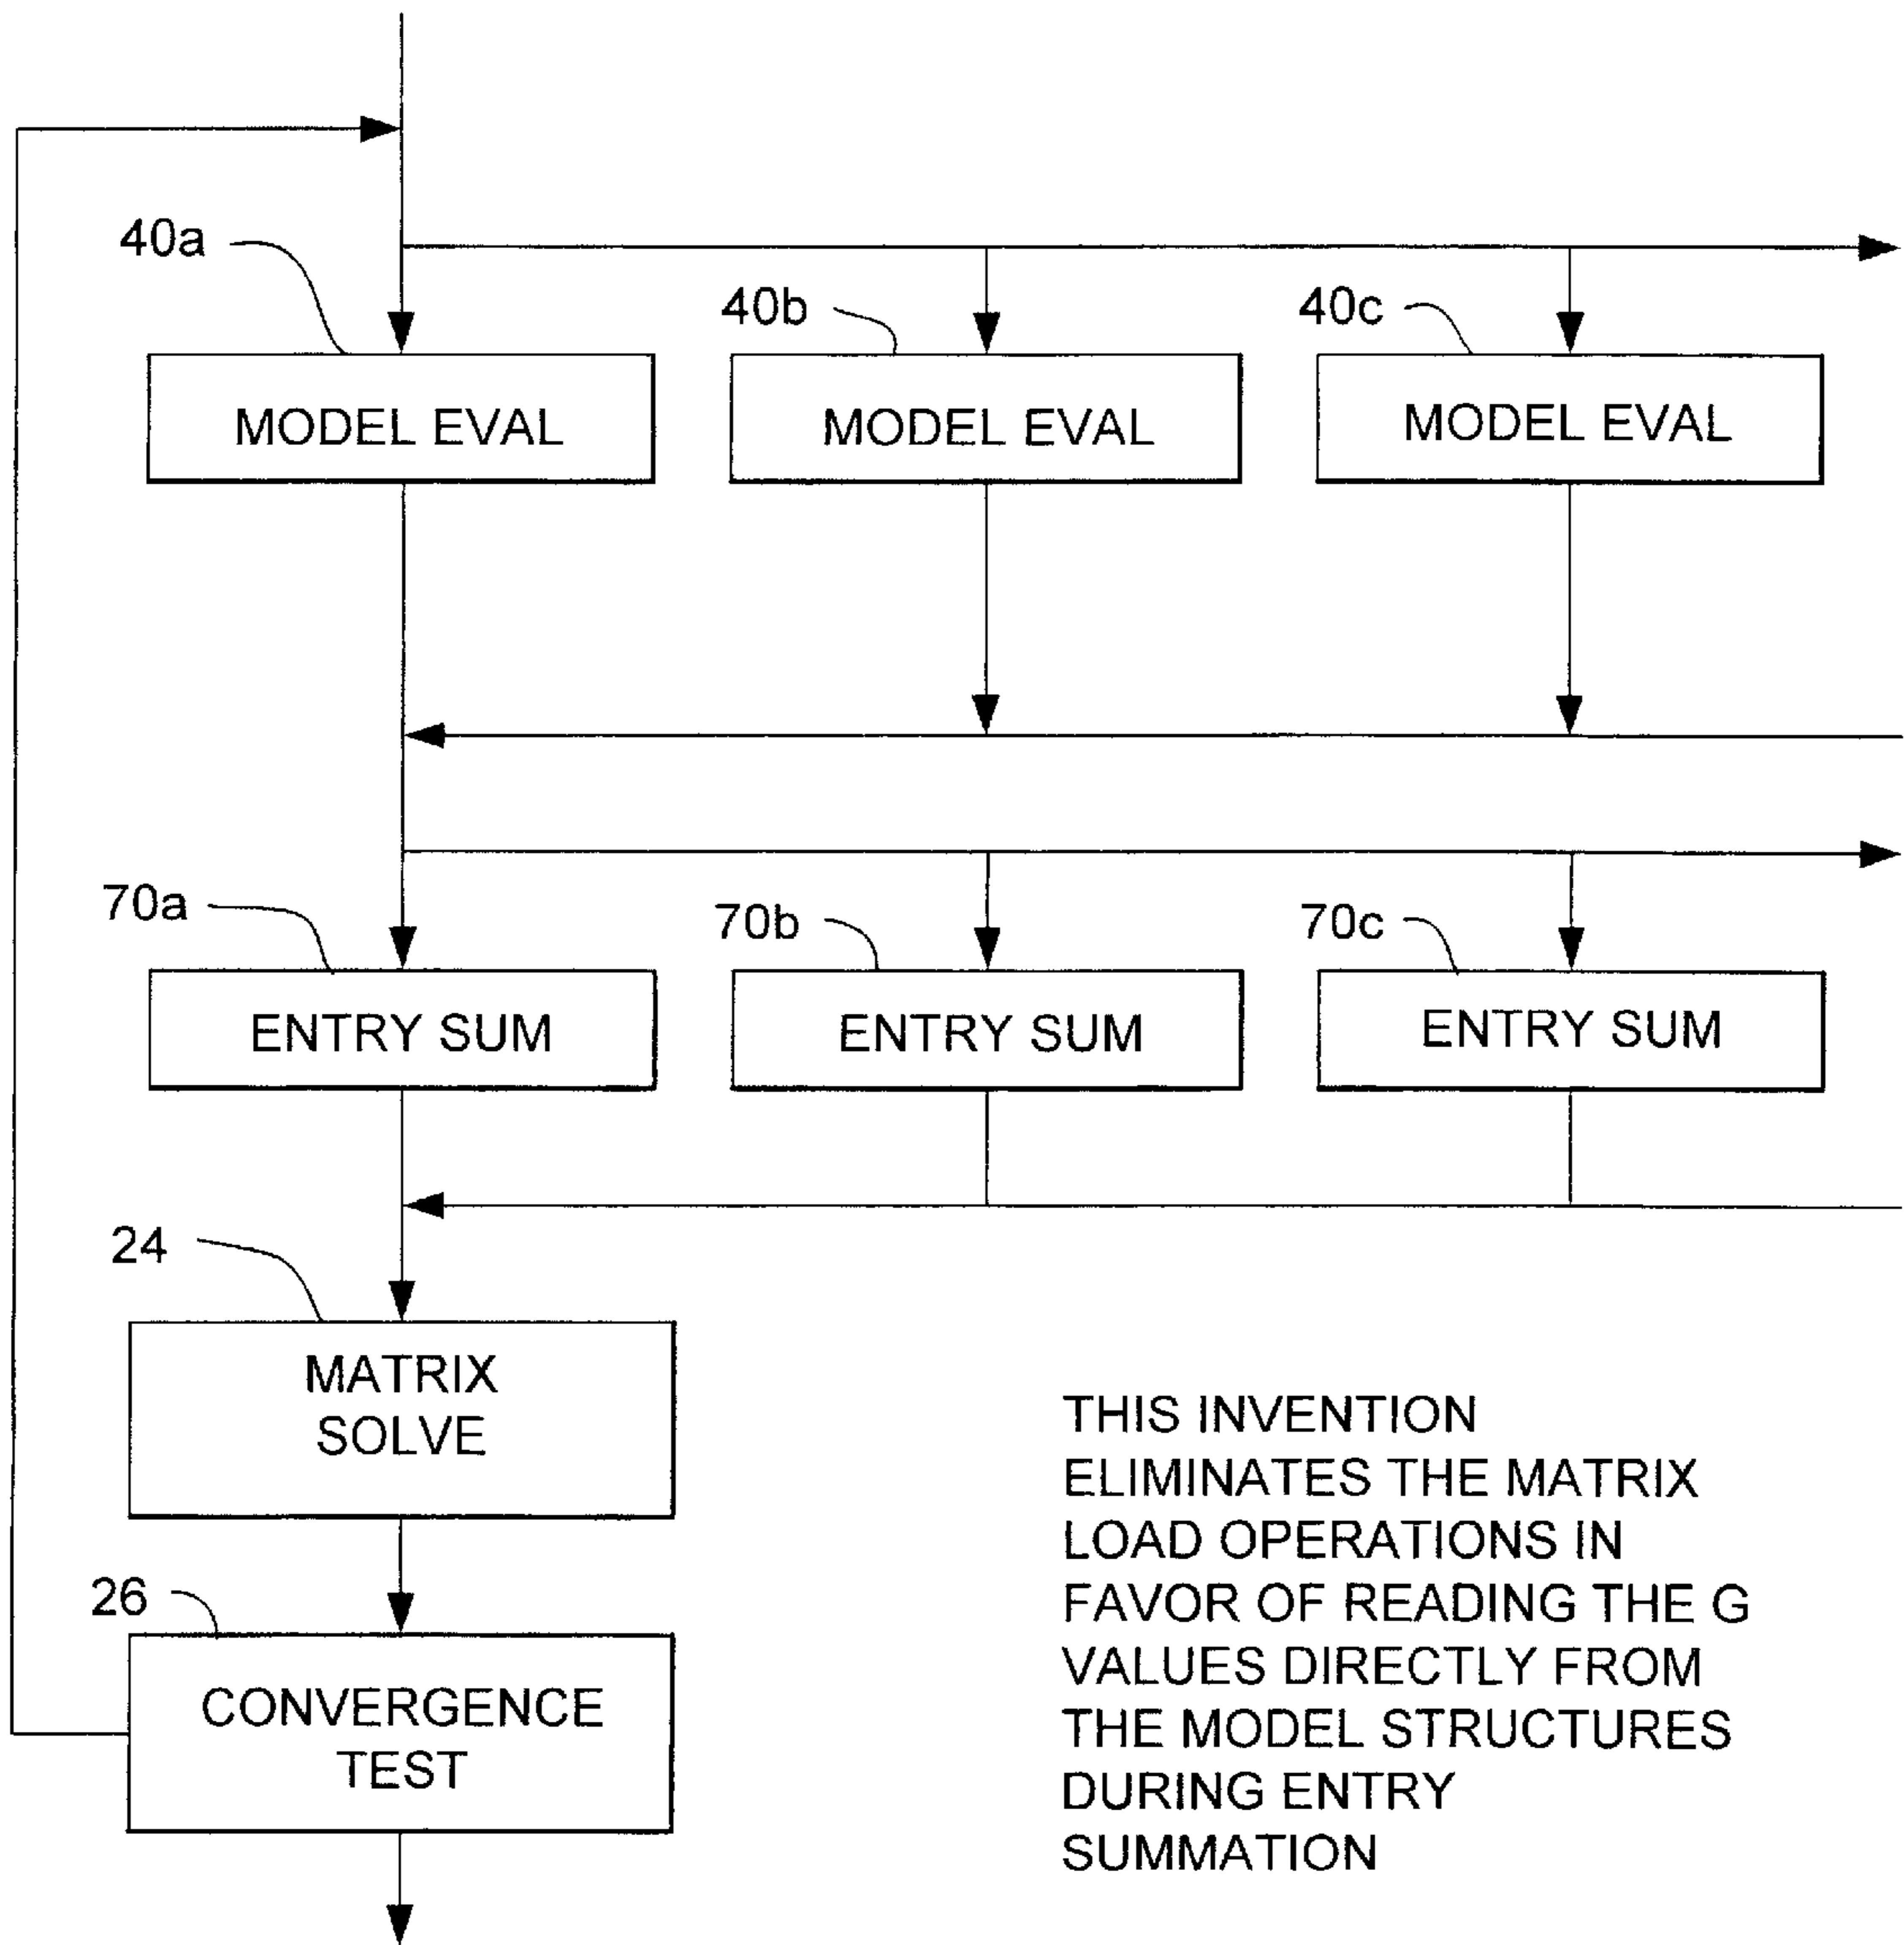 40a
40b
40c
MODEL EVAL
MODEL EVAL
MODEL EVAL
70a
70b
70c
ENTRY SUM
ENTRY SUM
ENTRY SUM
24
MATRIX
SOLVE
26
CONVERGENCE
TEST
THIS INVENTION
ELIMINATES THE MATRIX
LOAD OPERATIONS IN
FAVOR OF READING THE G
VALUES DIRECTLY FROM
THE MODEL STRUCTURES
DURING ENTRY
SUMMATION